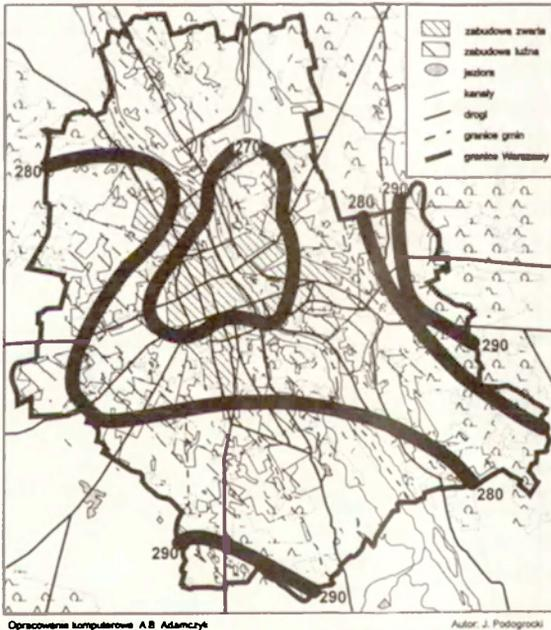 zabudowa zwarta
zabudowa luźna
jeziora
kanały
drogi
granice gmin
granice Warszawy
270
280
280
290
290
280
290
290
Opracowanie komputerowe A.B. Adamczyk
Autor: J. Podogrocki